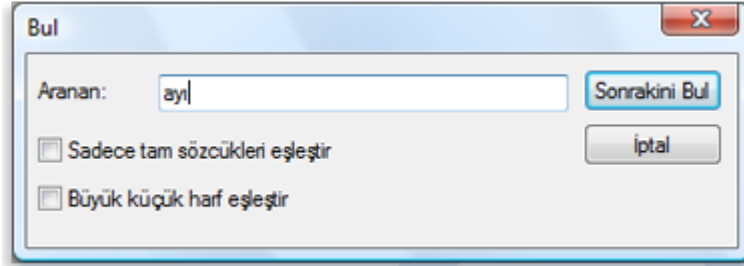 Bul
Aranan: ayı Sonrakini Bul
Sadece tam sözcükleri eşleştir İptal
Büyük küçük harf eşleştir